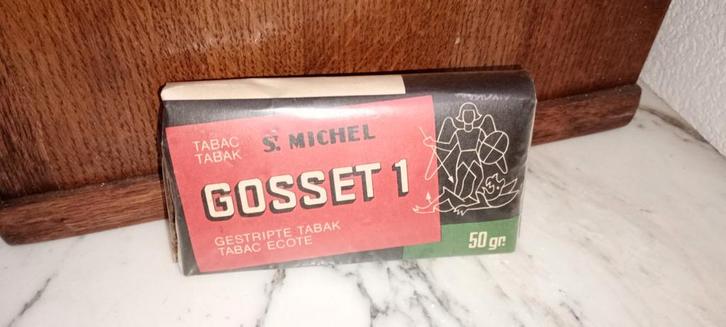 TABAC
TABAK
S. MICHEL
GOSSET 1
GESTRIPTE TABAK
TABAC ECOTE
50 gr.